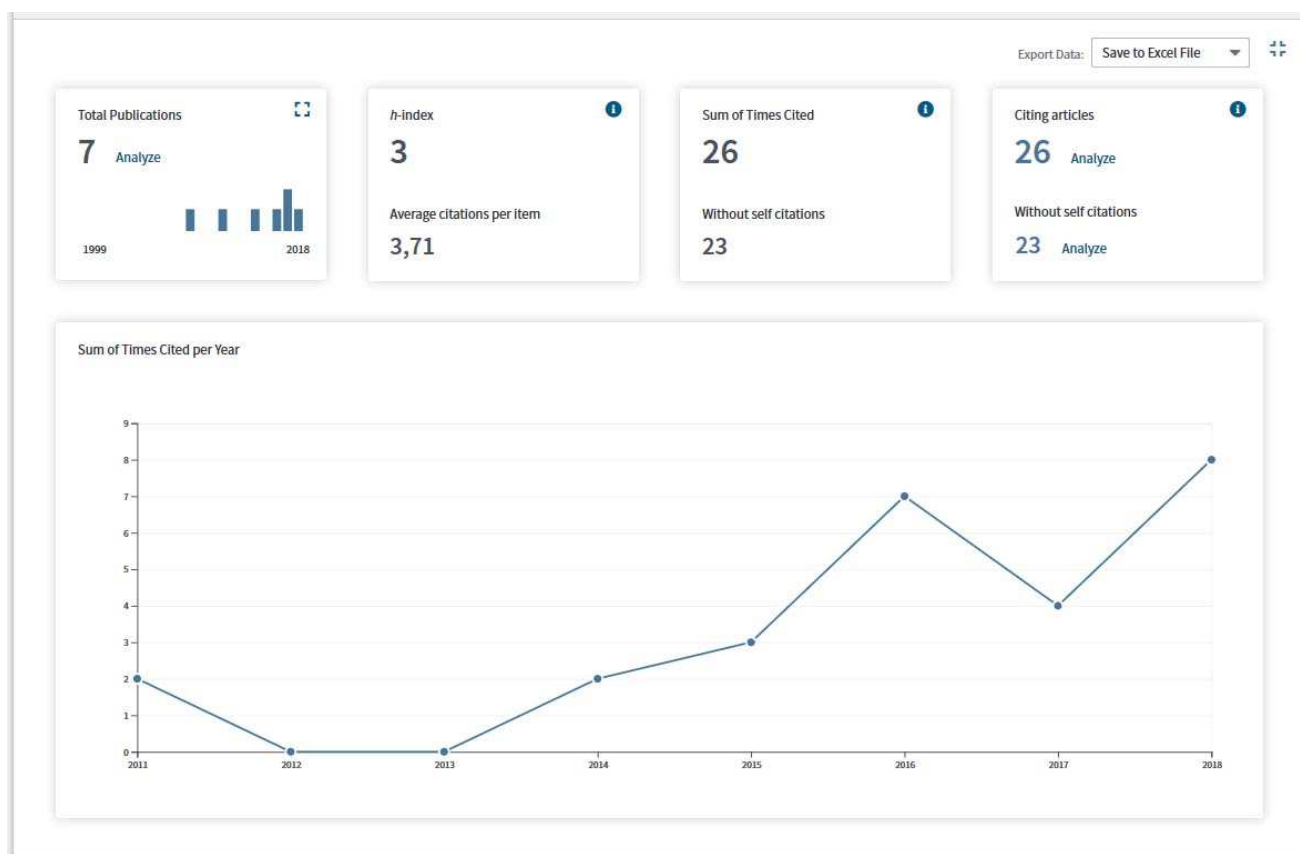 Export Data: Save to Excel File
Total Publications
7 Analyze
1999 2018
h-index
3
Average citations per item
3,71
Sum of Times Cited
26
Without self citations
23
Citing articles
26 Analyze
Without self citations
23 Analyze
Sum of Times Cited per Year
9
8
7
6
5
4
3
2
1
0
2011 2012 2013 2014 2015 2016 2017 2018